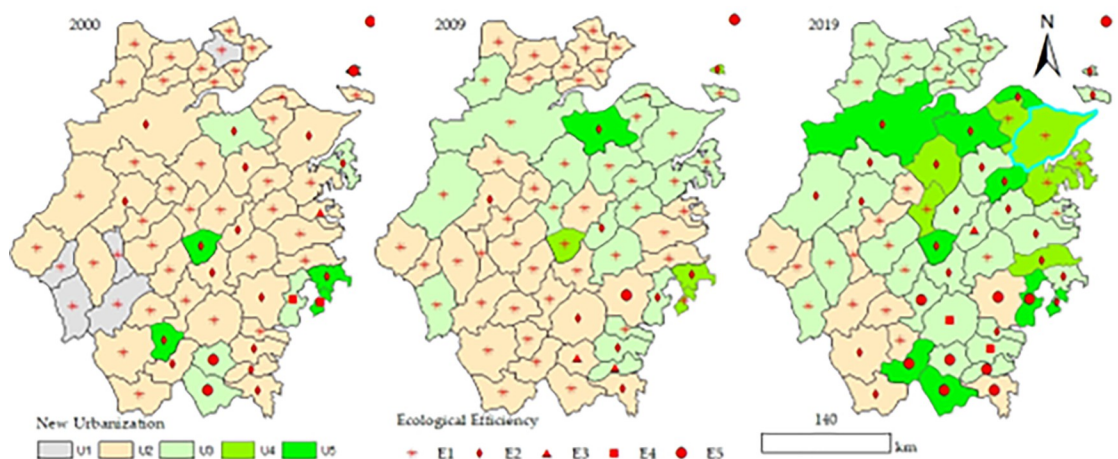 2000
2009
2019
N
New Urbanization
U1 U2 U3 U4 U5
Ecological Efficiency
E1 E2 E3 E4 E5
140
km